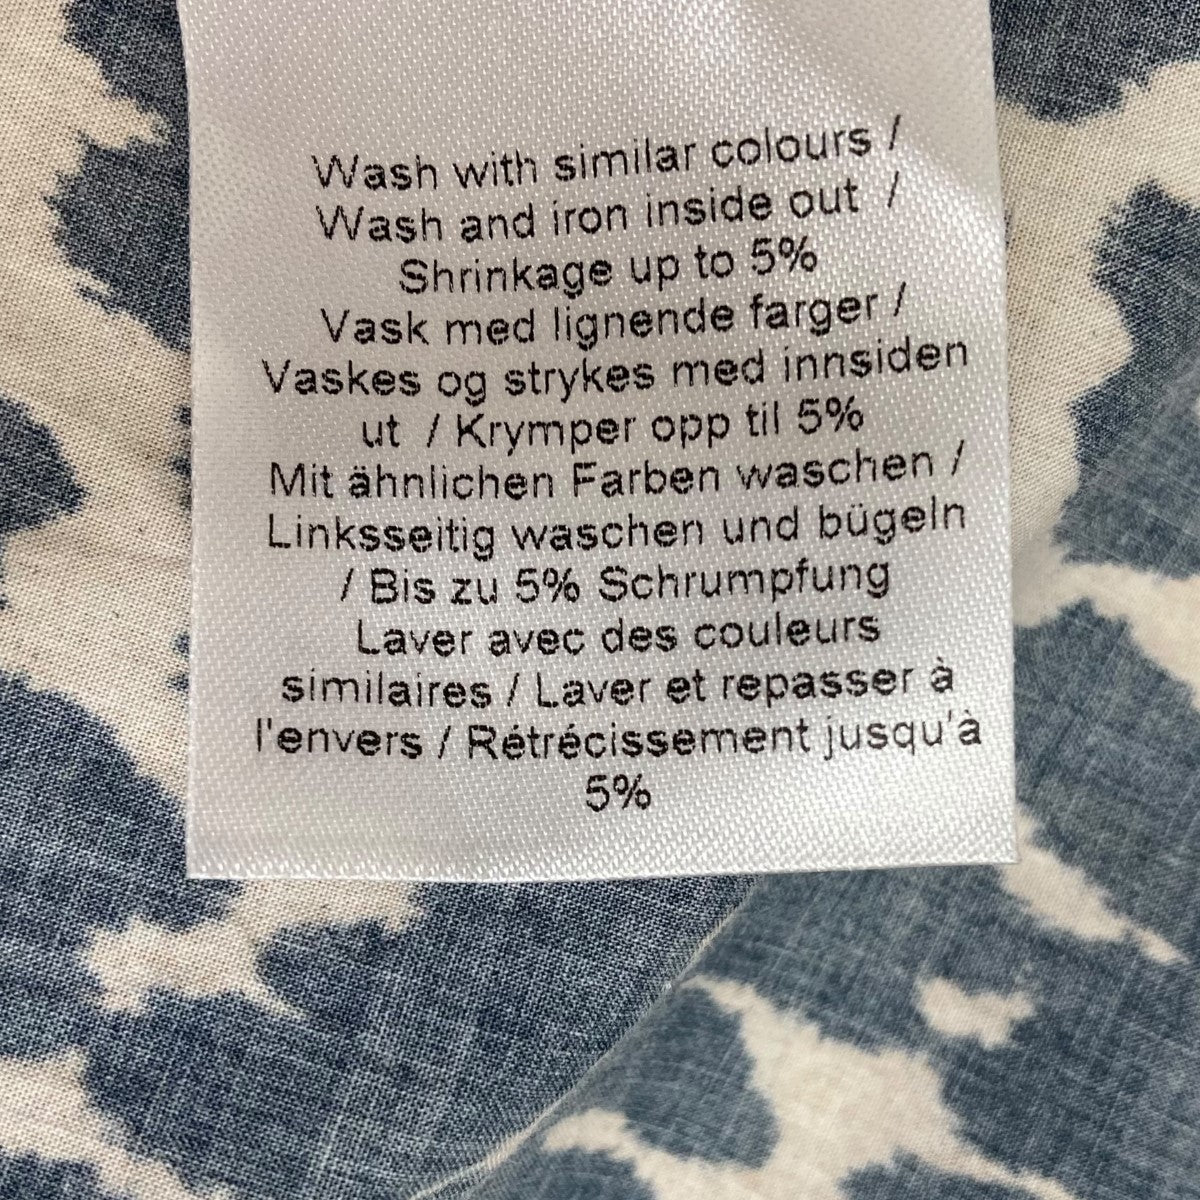 Wash with similar colours /
Wash and iron inside out /
Shrinkage up to 5%
Vask med lignende farger /
Vaskes og strykes med innsiden
ut / Krymper opp til 5%
Mit ähnlichen Farben waschen /
Linksseitig waschen und bügeln
/ Bis zu 5% Schrumpfung
Laver avec des couleurs
similaires / Laver et repasser à
l'envers / Rétrécissement jusqu'à
5%